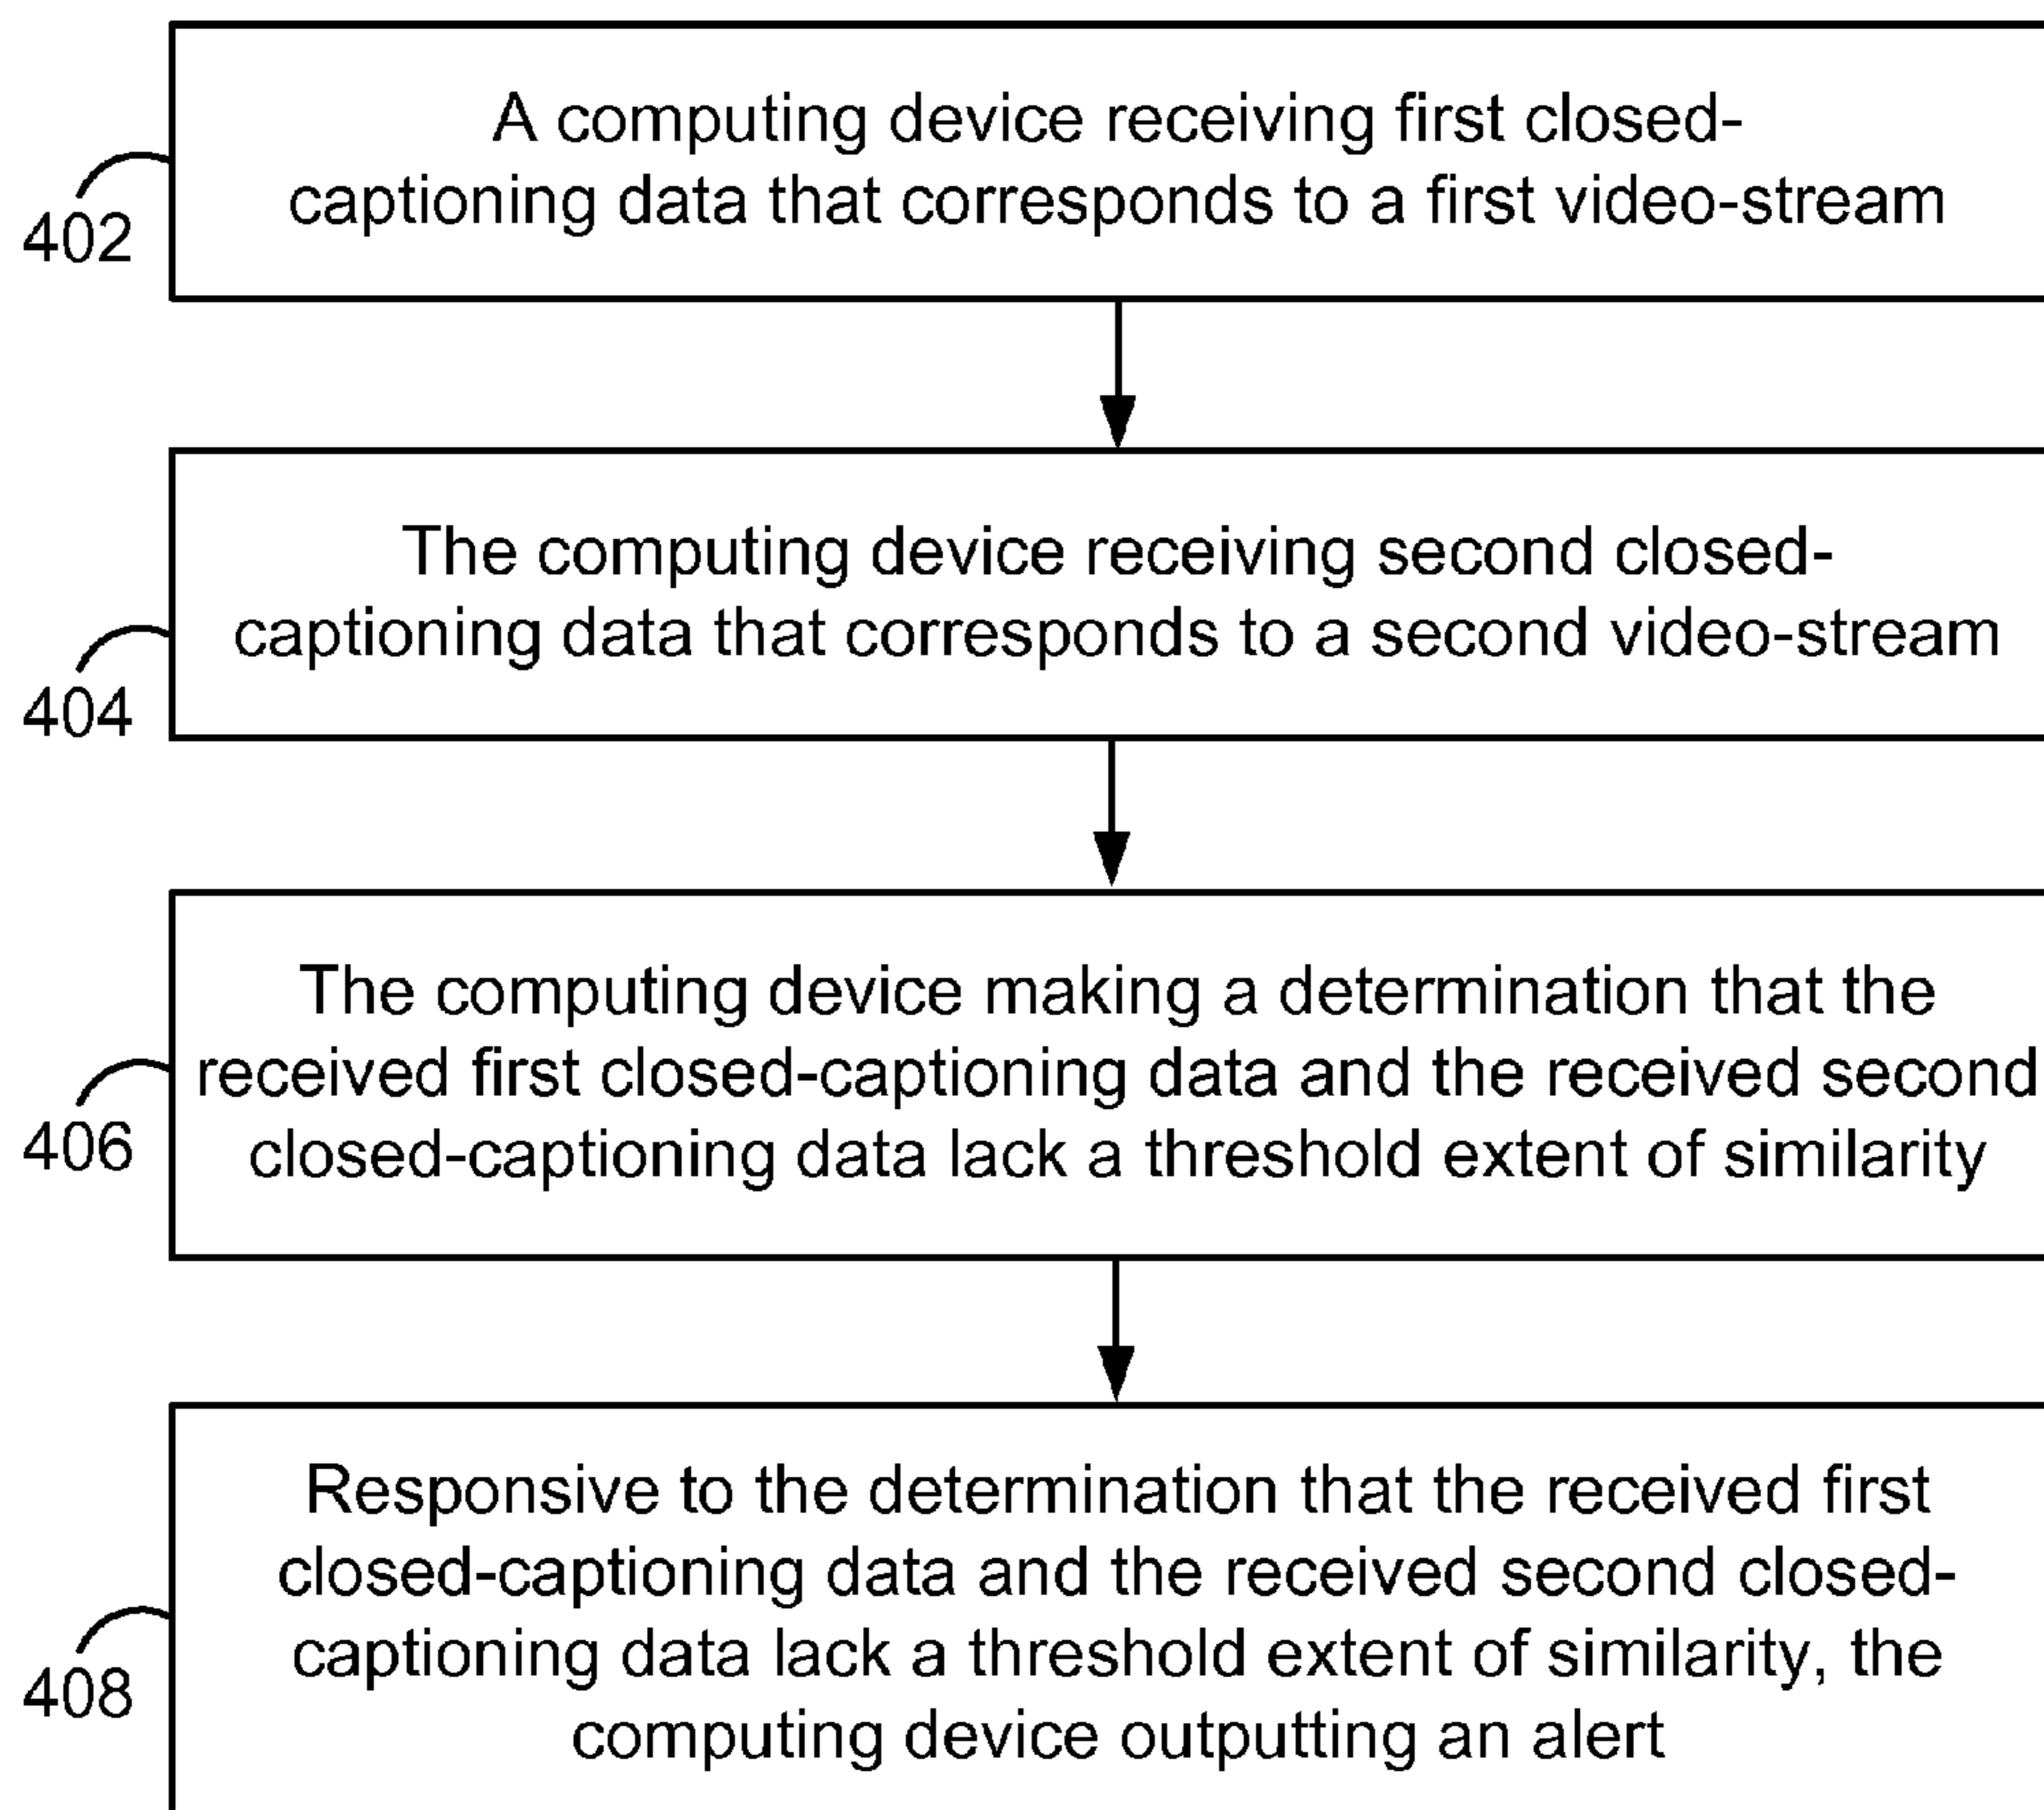 A computing device receiving first closed-
captioning data that corresponds to a first video-stream
402
The computing device receiving second closed-
captioning data that corresponds to a second video-stream
404
The computing device making a determination that the
received first closed-captioning data and the received second
closed-captioning data lack a threshold extent of similarity
406
Responsive to the determination that the received first
closed-captioning data and the received second closed-
captioning data lack a threshold extent of similarity, the
computing device outputting an alert
408